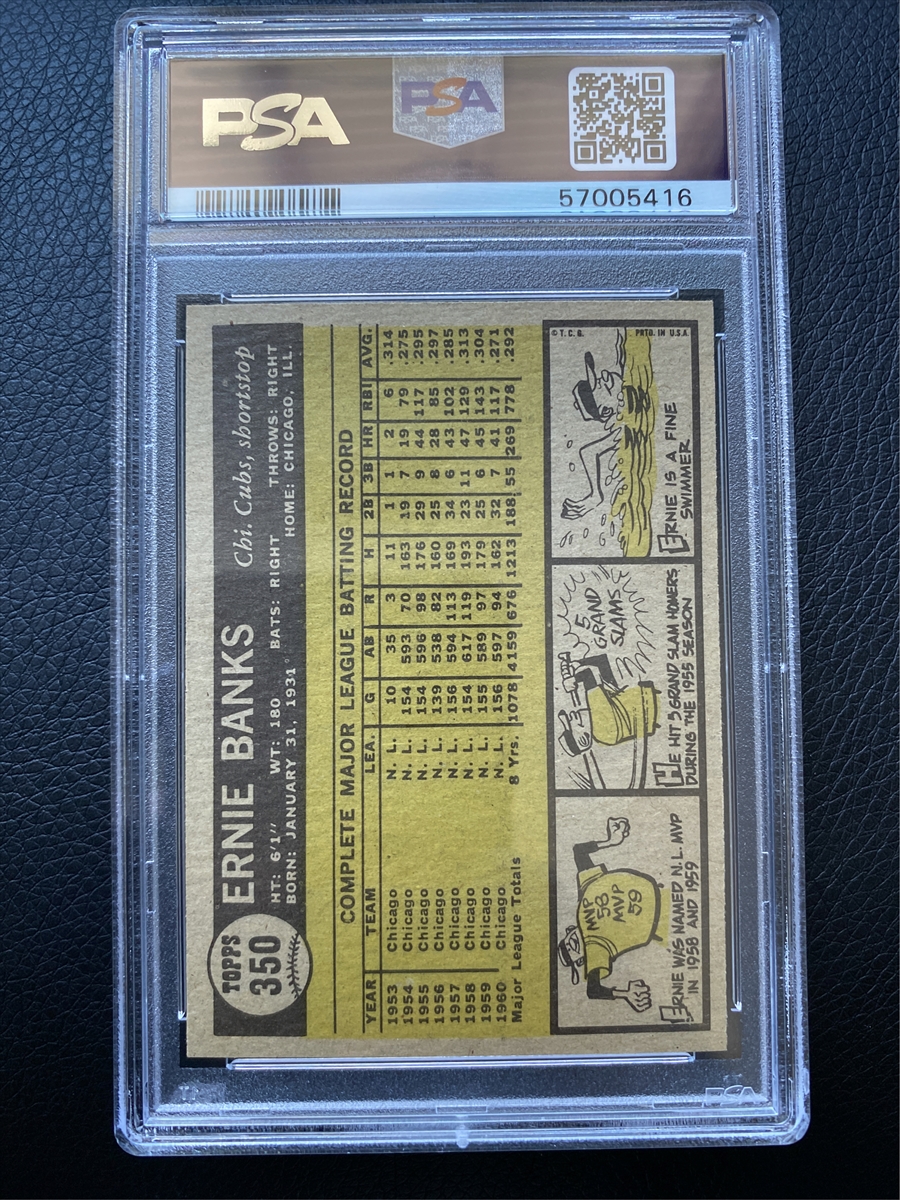 PSA
PSA
57005416
TOPPS
350
ERNIE BANKS Chi. Cubs, shortstop
HT: 6'1" WT: 180 BATS: RIGHT THROWS: RIGHT
BORN: JANUARY 31, 1931 HOME: CHICAGO, ILL.
COMPLETE MAJOR LEAGUE BATTING RECORD
YEAR TEAM LEA. G AB R H 2B 3B HR RBI AVG.
1953 Chicago N. L. 10 35 3 11 1 1 2 6 .314
1954 Chicago N. L. 154 593 70 163 19 7 19 79 .275
1955 Chicago N. L. 154 596 98 176 29 9 44 117 .295
1956 Chicago N. L. 139 538 82 160 25 8 28 85 .297
1957 Chicago N. L. 156 594 113 169 34 6 43 102 .285
1958 Chicago N. L. 154 617 119 193 23 11 47 129 .313
1959 Chicago N. L. 155 589 97 179 25 6 45 143 .304
1960 Chicago N. L. 156 597 94 162 32 7 41 117 .271
Major League Totals 8 Yrs. 1078 4159 676 1213 188 55 269 778 .292
MVP
58
MVP
59
ERNIE WAS NAMED N.L. MVP
IN 1958 AND 1959
5
GRAND
SLAMS
HE HIT 5 GRAND SLAM HOMERS
DURING THE 1955 SEASON
© T. C. G. PRTD. IN U.S.A.
ERNIE IS A FINE
SWIMMER
PSA